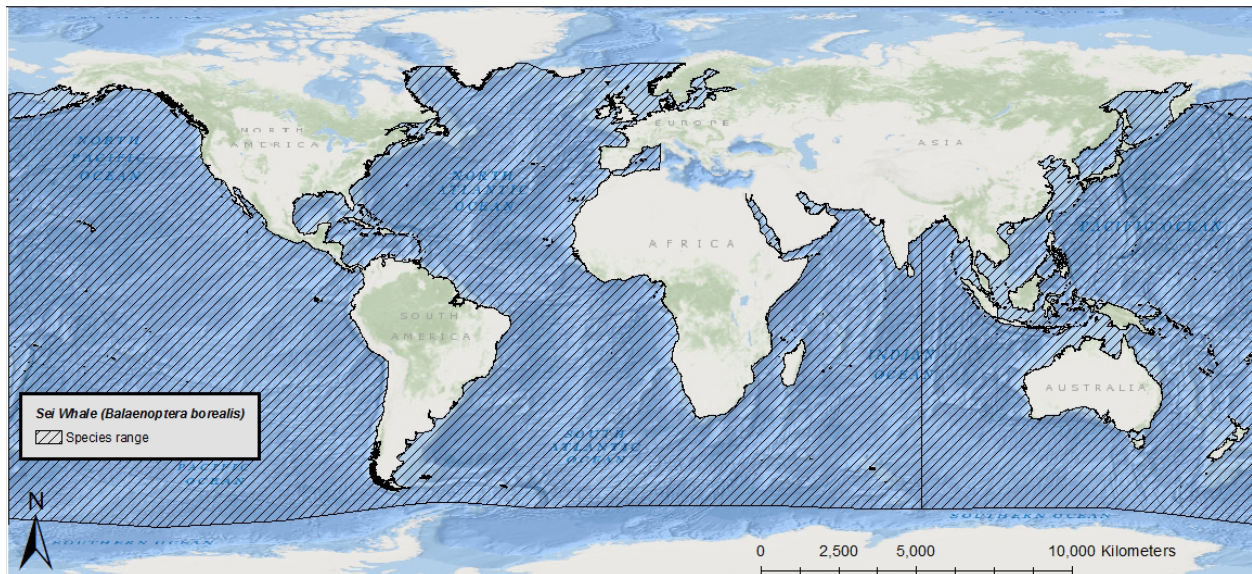 NORTH
PACIFIC
OCEAN
NORTH
AMERICA
NORTH
ATLANTIC
OCEAN
EUROPE
ASIA
PACIFIC OCEAN
AFRICA
SOUTH
AMERICA
INDIAN
OCEAN
AUSTRALIA
Sei Whale (Balaenoptera borealis)
Species range
SOUTH
ATLANTIC
OCEAN
PACIFIC
OCEAN
N
SOUTHERN OCEAN
SOUTHERN OCEAN
0 2,500 5,000 10,000 Kilometers